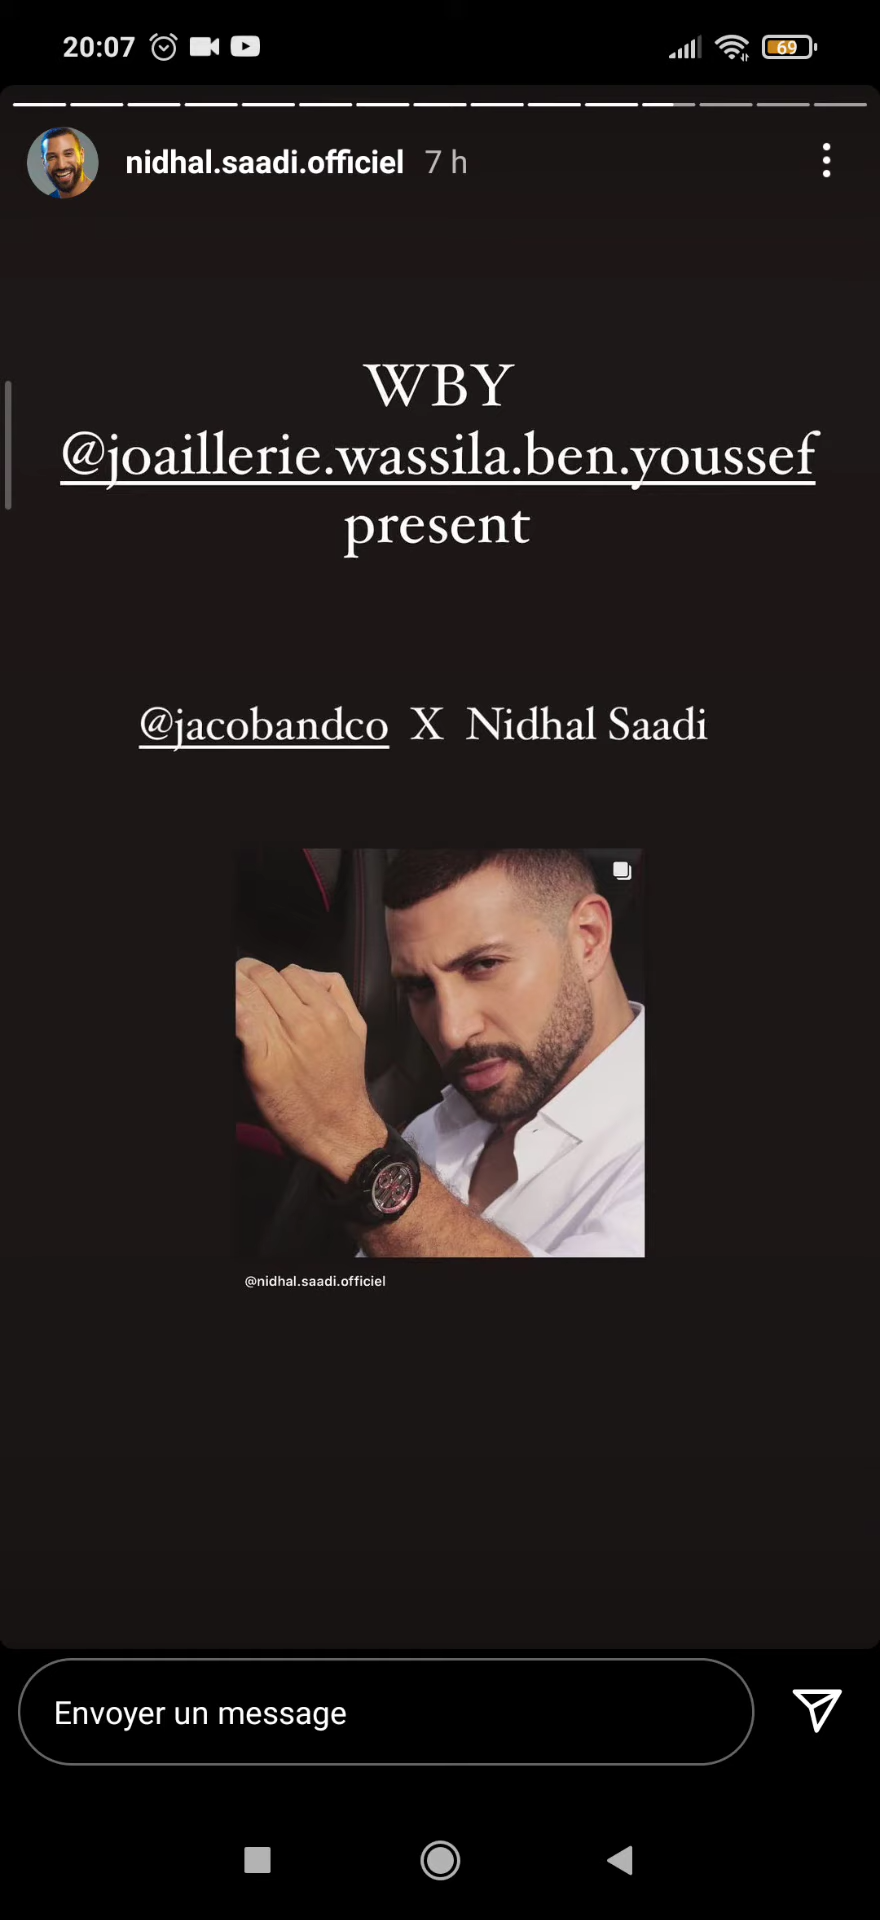 20:07
69
nidhal.saadi.officiel 7 h
WBY
@joaillerie.wassila.ben.youssef
present
@jacobandco X Nidhal Saadi
@nidhal.saadi.officiel
Envoyer un message